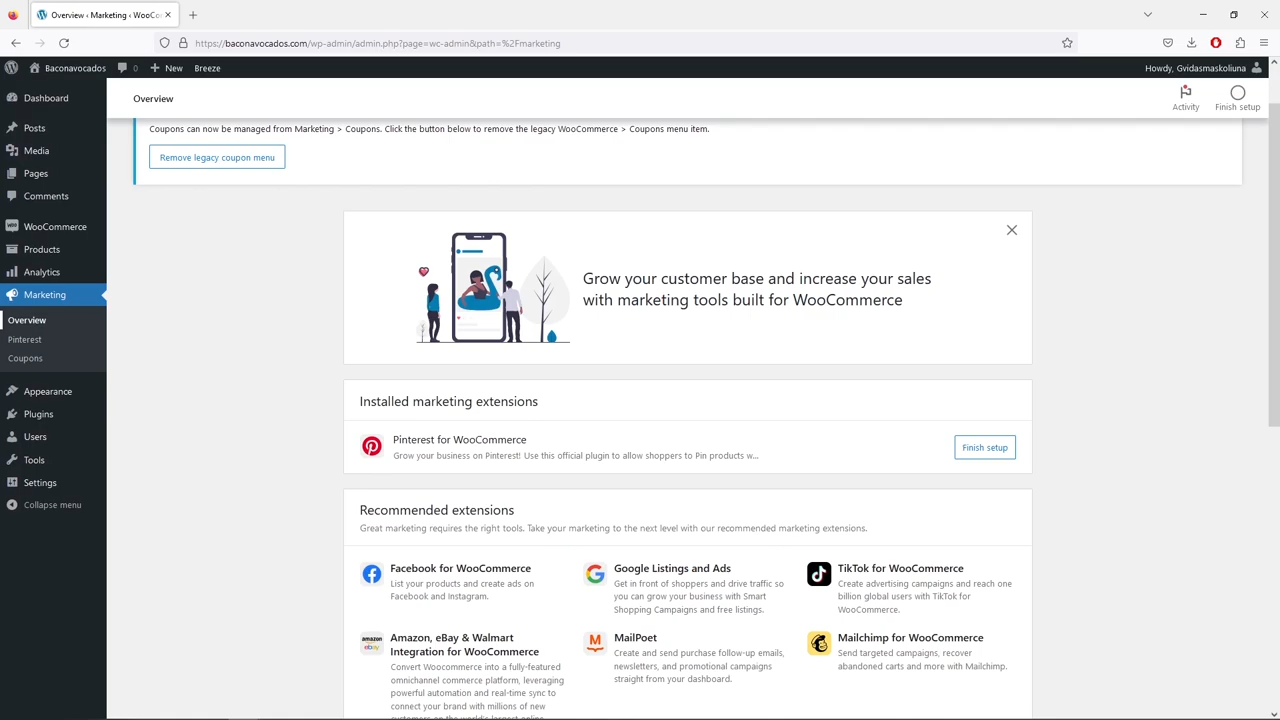 Overview ‹ Marketing ‹ WooCo
https://baconavocados.com/wp-admin/admin.php?page=wc-admin&path=%2Fmarketing
Baconavocados
0
New
Breeze
Howdy, Gvidasmaskoliuna
Dashboard
Posts
Media
Pages
Comments
WooCommerce
Products
Analytics
Marketing
Overview
Pinterest
Coupons
Appearance
Plugins
Users
Tools
Settings
Collapse menu
Overview
Activity
Finish setup
Coupons can now be managed from Marketing > Coupons. Click the button below to remove the legacy WooCommerce > Coupons menu item.
Remove legacy coupon menu
Grow your customer base and increase your sales
with marketing tools built for WooCommerce
Installed marketing extensions
Pinterest for WooCommerce
Grow your business on Pinterest! Use this official plugin to allow shoppers to Pin products w...
Finish setup
Recommended extensions
Great marketing requires the right tools. Take your marketing to the next level with our recommended marketing extensions.
Facebook for WooCommerce
List your products and create ads on
Facebook and Instagram.
Google Listings and Ads
Get in front of shoppers and drive traffic so
you can grow your business with Smart
Shopping Campaigns and free listings.
TikTok for WooCommerce
Create advertising campaigns and reach one
billion global users with TikTok for
WooCommerce.
amazon
ebay
Amazon, eBay & Walmart
Integration for WooCommerce
Convert Woocommerce into a fully-featured
omnichannel commerce platform, leveraging
powerful automation and real-time sync to
connect your brand with millions of new
customers on the world's largest online
MailPoet
Create and send purchase follow-up emails,
newsletters, and promotional campaigns
straight from your dashboard.
Mailchimp for WooCommerce
Send targeted campaigns, recover
abandoned carts and more with Mailchimp.